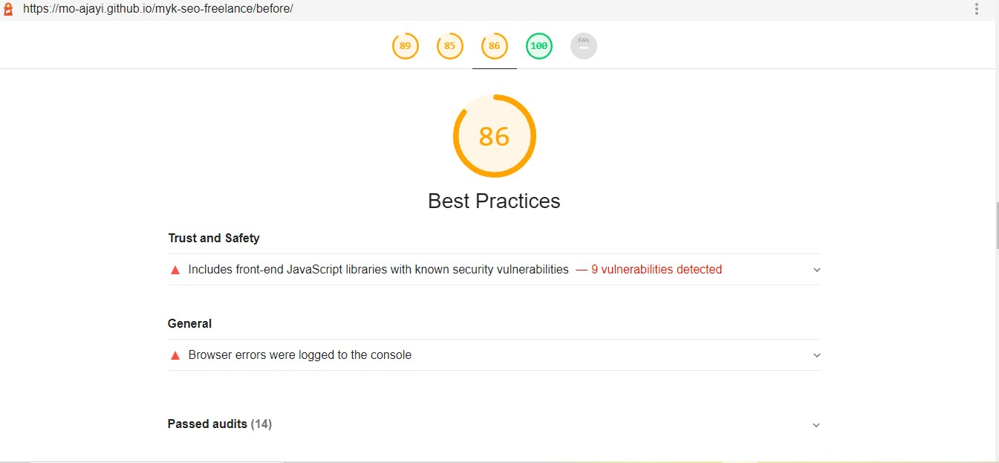 https://mo-ajayi.github.io/myk-seo-freelance/before/
89 85 86 100 PWA
86
Best Practices
Trust and Safety
Includes front-end JavaScript libraries with known security vulnerabilities — 9 vulnerabilities detected
General
Browser errors were logged to the console
Passed audits (14)